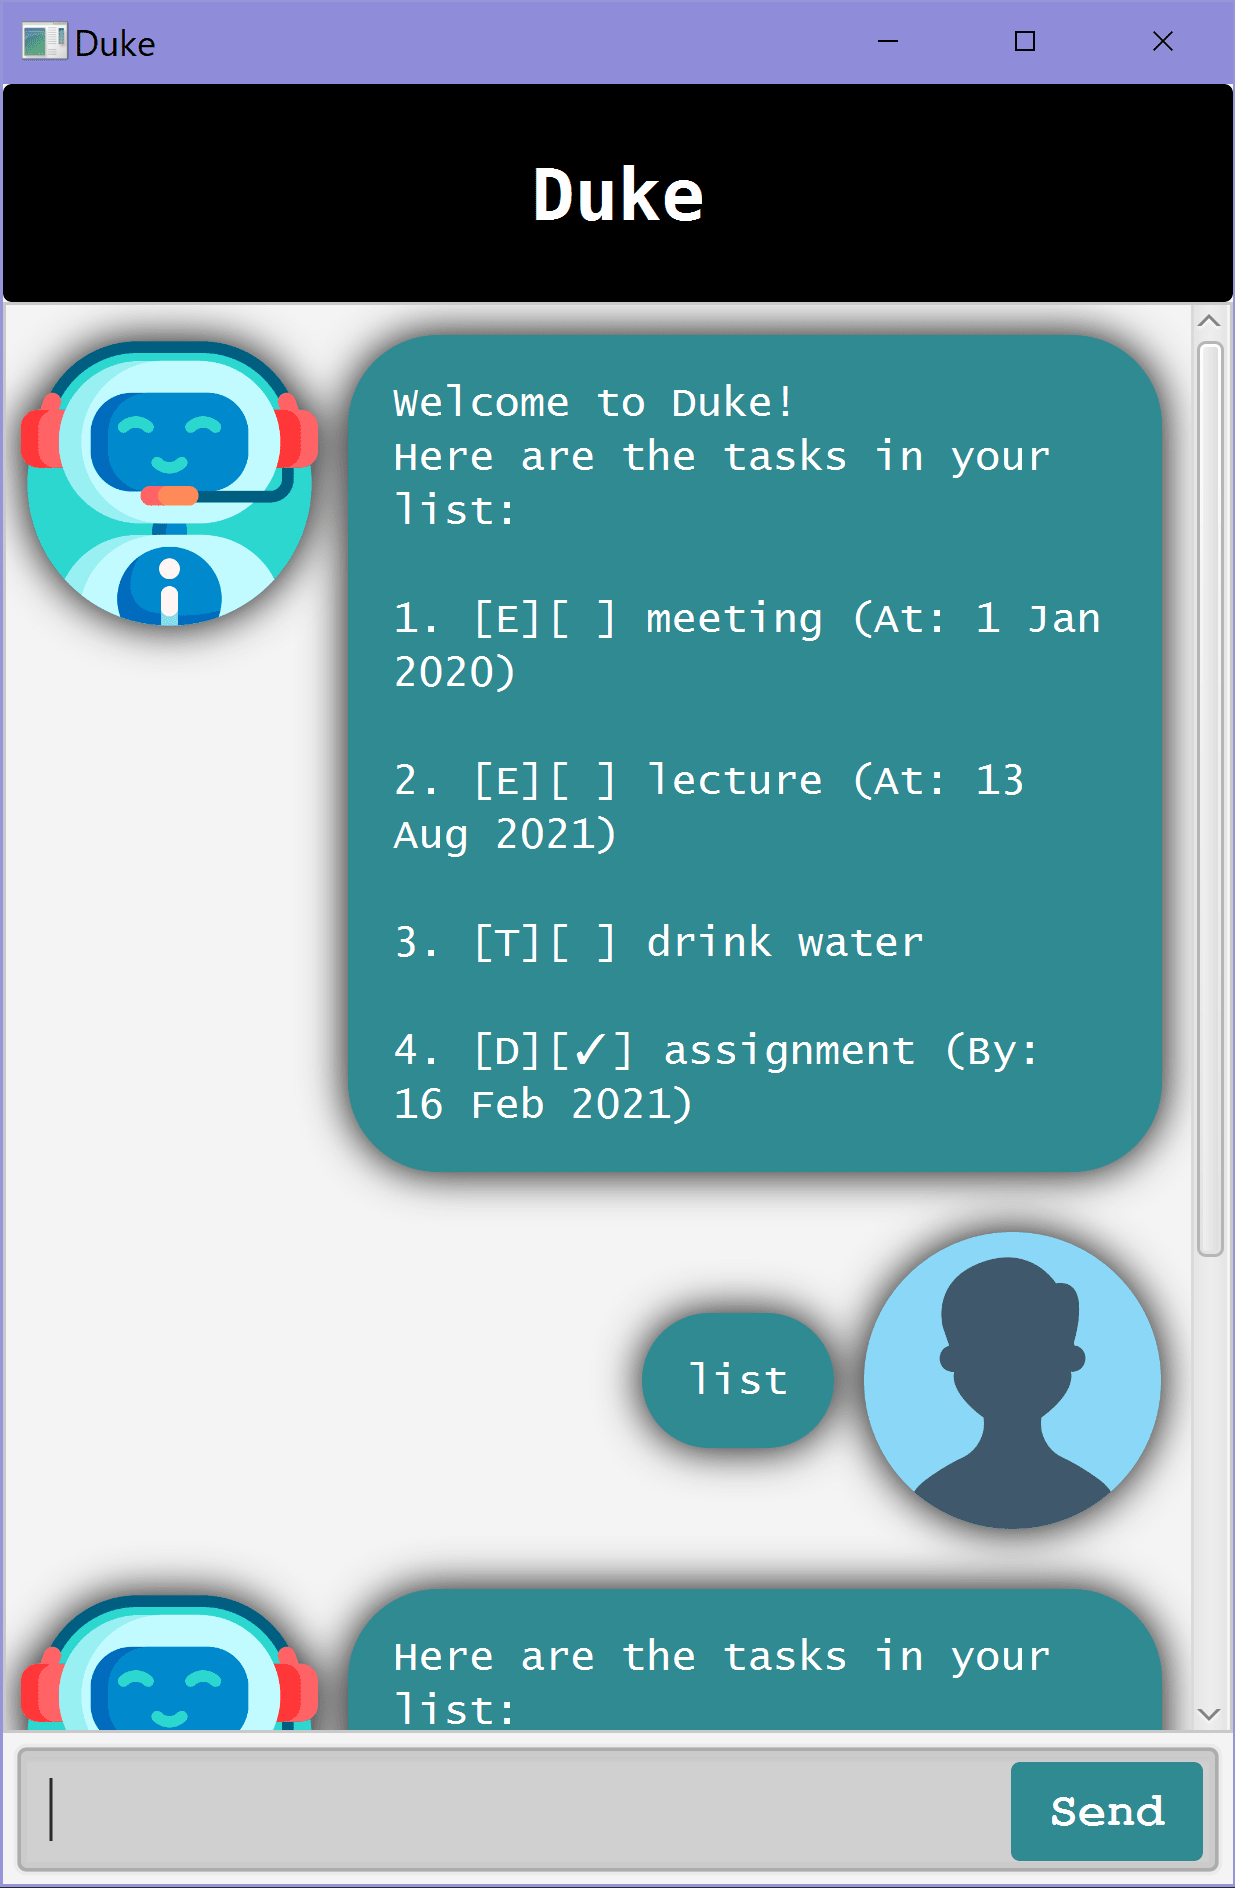 Duke
Duke
Welcome to Duke!
Here are the tasks in your
list:
1. [E][ ] meeting (At: 1 Jan
2020)
2. [E][ ] lecture (At: 13
Aug 2021)
3. [T][ ] drink water
4. [D][✓] assignment (By:
16 Feb 2021)
list
Here are the tasks in your
list:
Send